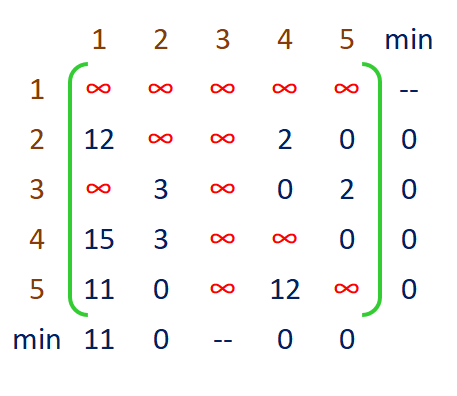 1 2 3 4 5 min
1 ∞ ∞ ∞ ∞ ∞ --
2 12 ∞ ∞ 2 0 0
3 ∞ 3 ∞ 0 2 0
4 15 3 ∞ ∞ 0 0
5 11 0 ∞ 12 ∞ 0
min 11 0 -- 0 0